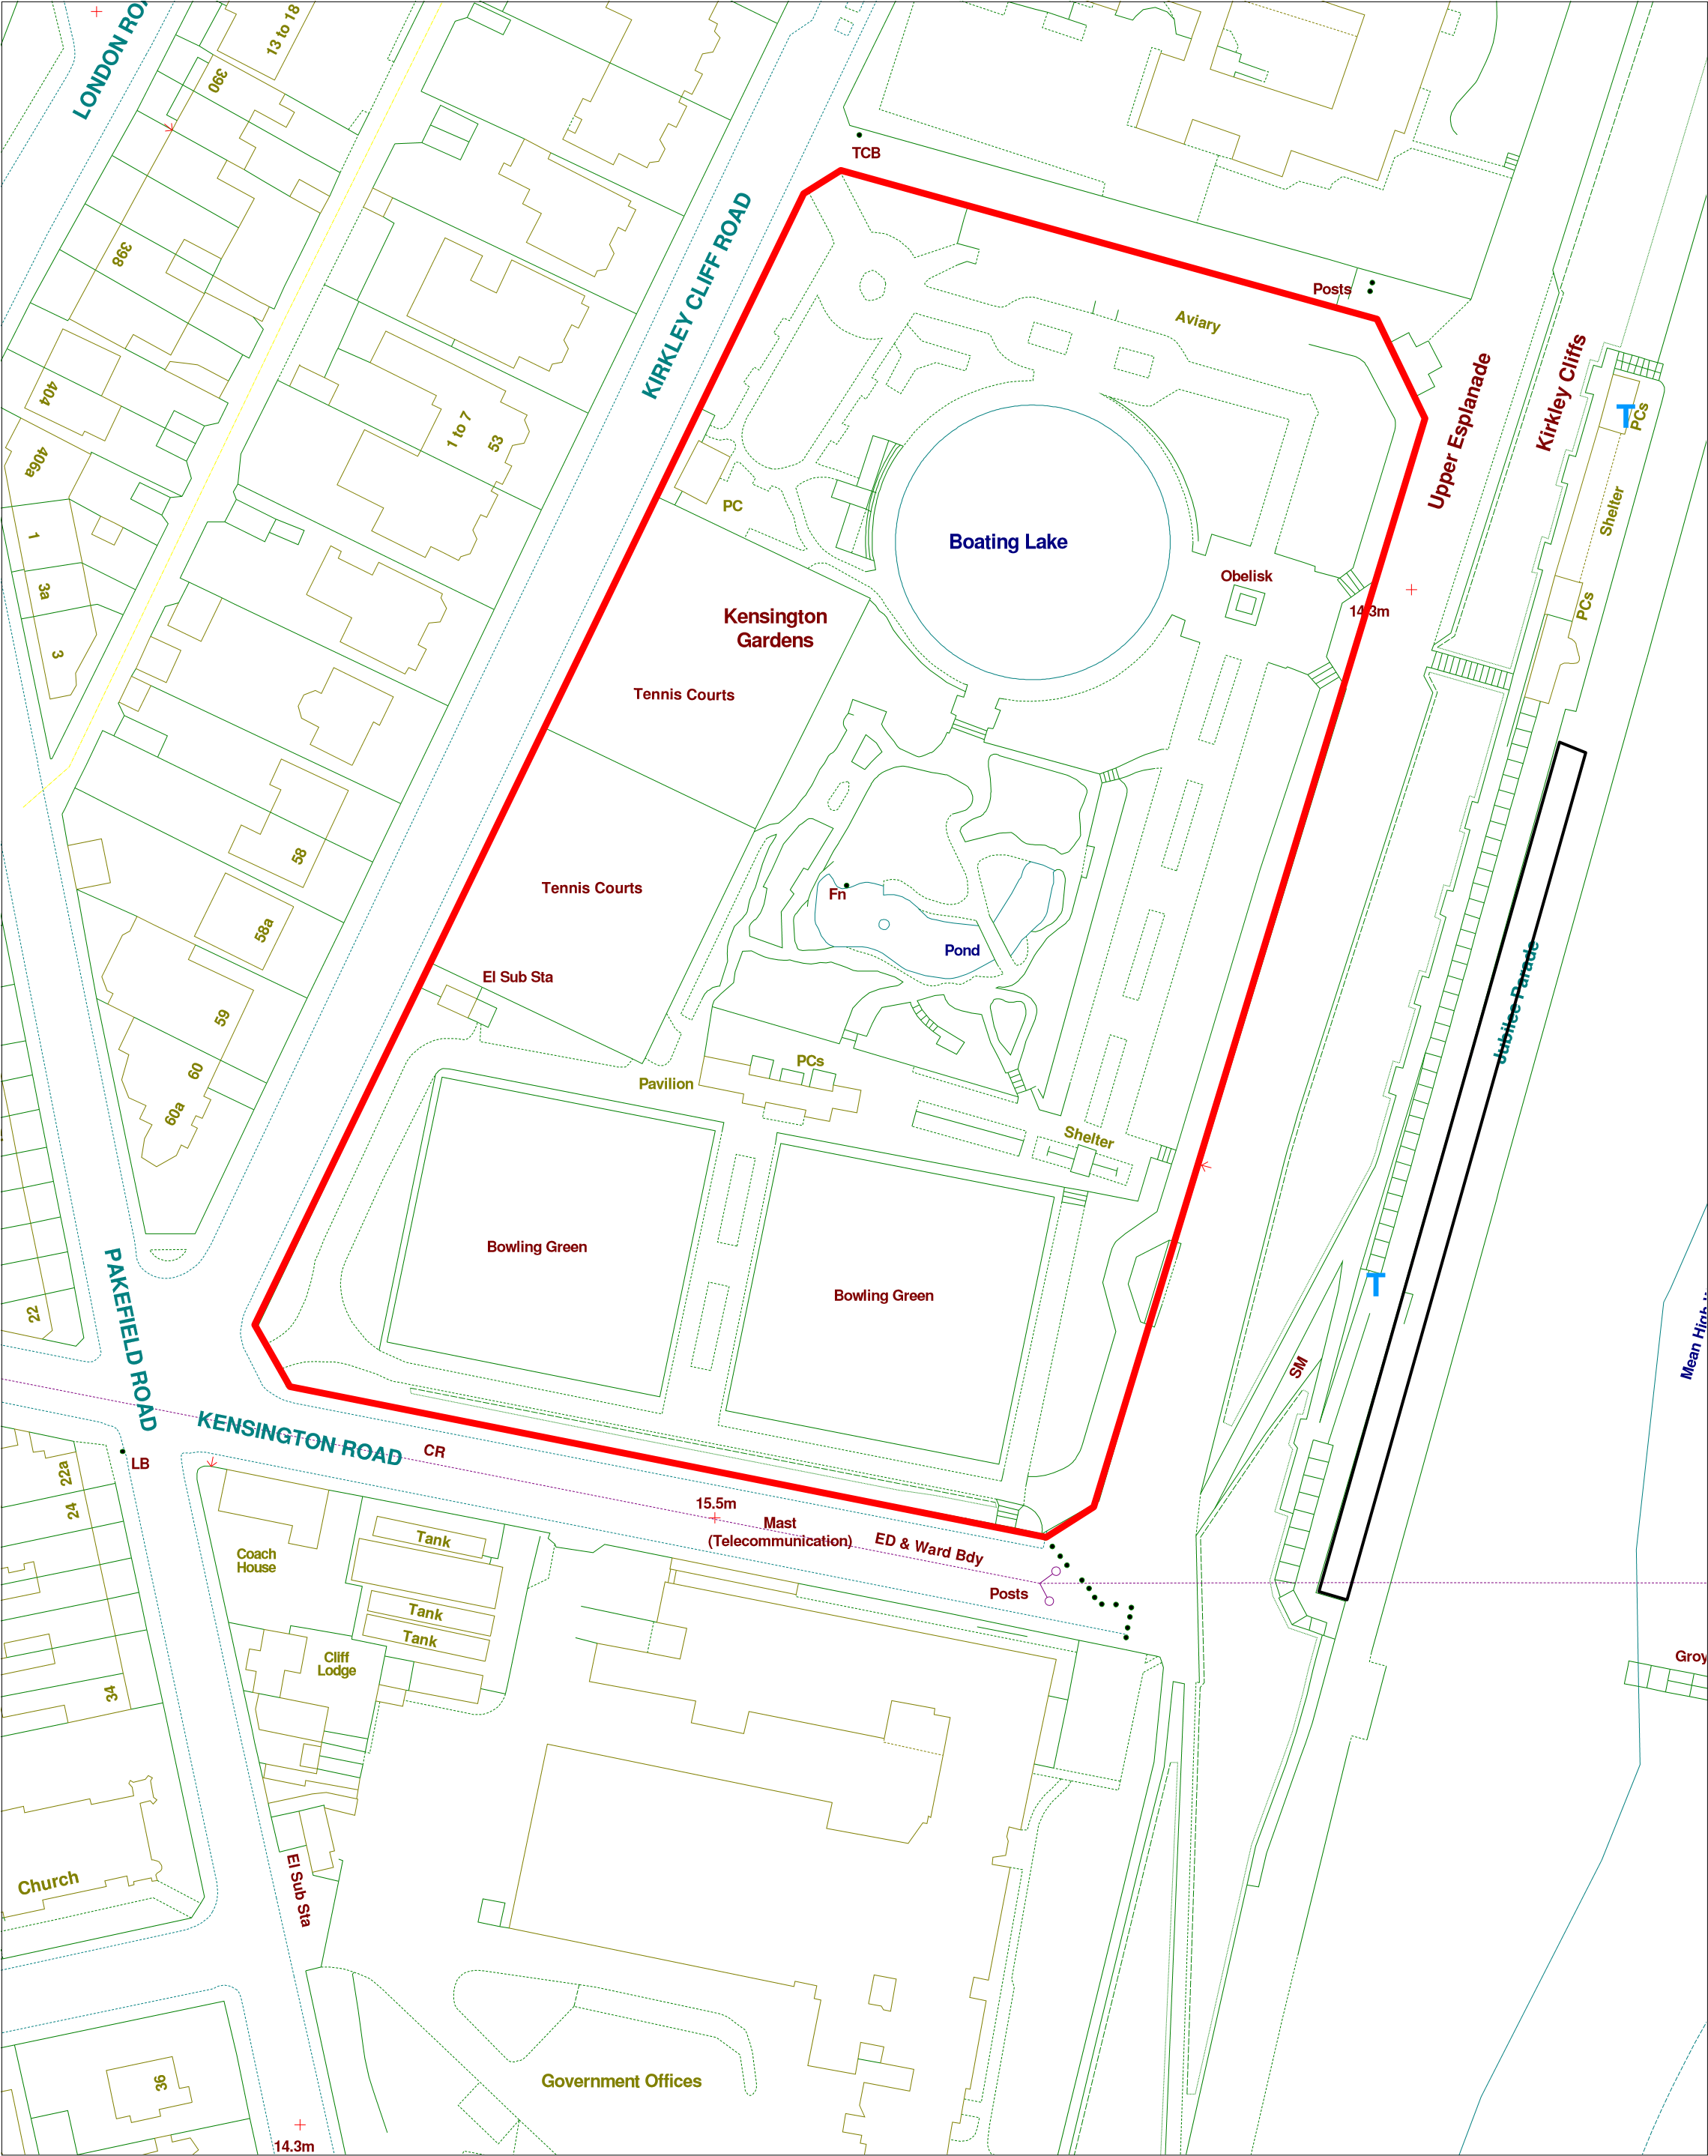 LONDON ROA
13 to 18
390
398
404
406a
1
3a
3
TCB
KIRKLEY CLIFF ROAD
Posts
Aviary
Upper Esplanade
Kirkley Cliffs
T
PCs
Shelter
PCs
1 to 7
53
PC
Boating Lake
Obelisk
14.3m
Kensington
Gardens
Tennis Courts
58
58a
Tennis Courts
Fn
Pond
El Sub Sta
59
60
60a
Jubilee Parade
PCs
Pavilion
Shelter
Bowling Green
Bowling Green
T
22
PAKEFIELD ROAD
SM
Mean High
KENSINGTON ROAD
CR
LB
22a
24
15.5m
Mast
(Telecommunication)
ED & Ward Bdy
Posts
Coach
House
Tank
Tank
Tank
Cliff
Lodge
34
Groy
Church
El Sub Sta
Government Offices
36
14.3m